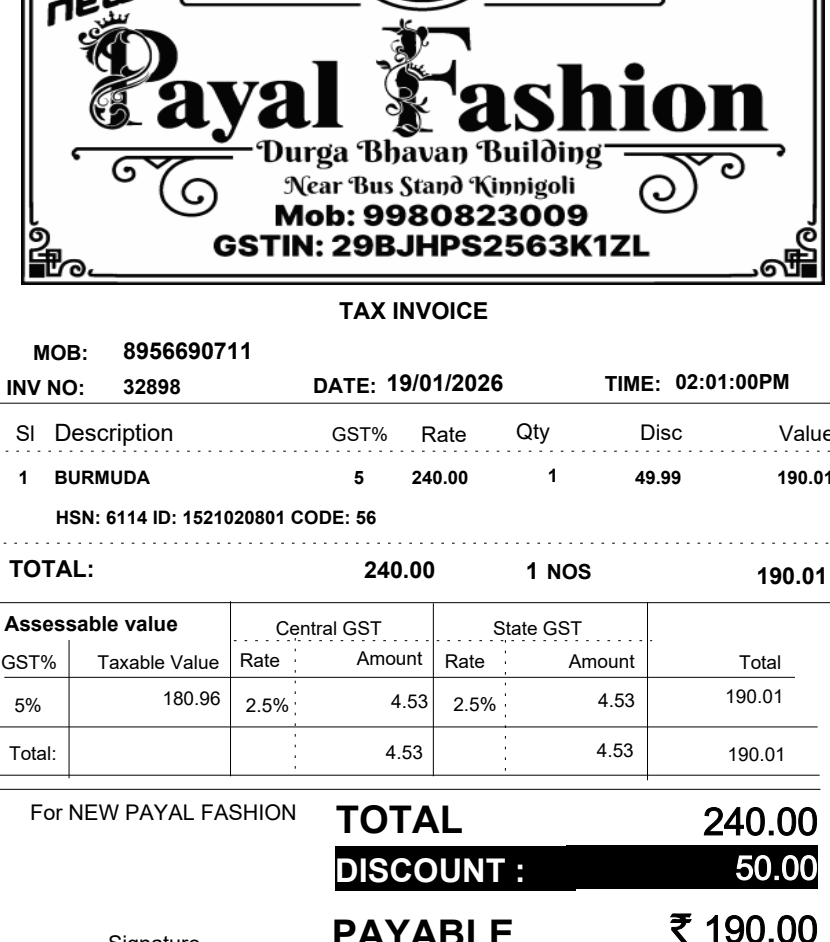 new
Payal Fashion
Durga Bhavan Building
Near Bus Stand Kinnigoli
Mob: 9980823009
GSTIN: 29BJHPS2563K1ZL
TAX INVOICE
MOB: 8956690711
INV NO: 32898 DATE: 19/01/2026 TIME: 02:01:00PM
Sl Description GST% Rate Qty Disc Value
1 BURMUDA 5 240.00 1 49.99 190.01
HSN: 6114 ID: 1521020801 CODE: 56
TOTAL: 240.00 1 NOS 190.01
Assessable value Central GST State GST
GST% Taxable Value Rate Amount Rate Amount Total
5% 180.96 2.5% 4.53 2.5% 4.53 190.01
Total: 4.53 4.53 190.01
For NEW PAYAL FASHION TOTAL 240.00
DISCOUNT : 50.00
Signature PAYABLE ₹ 190.00